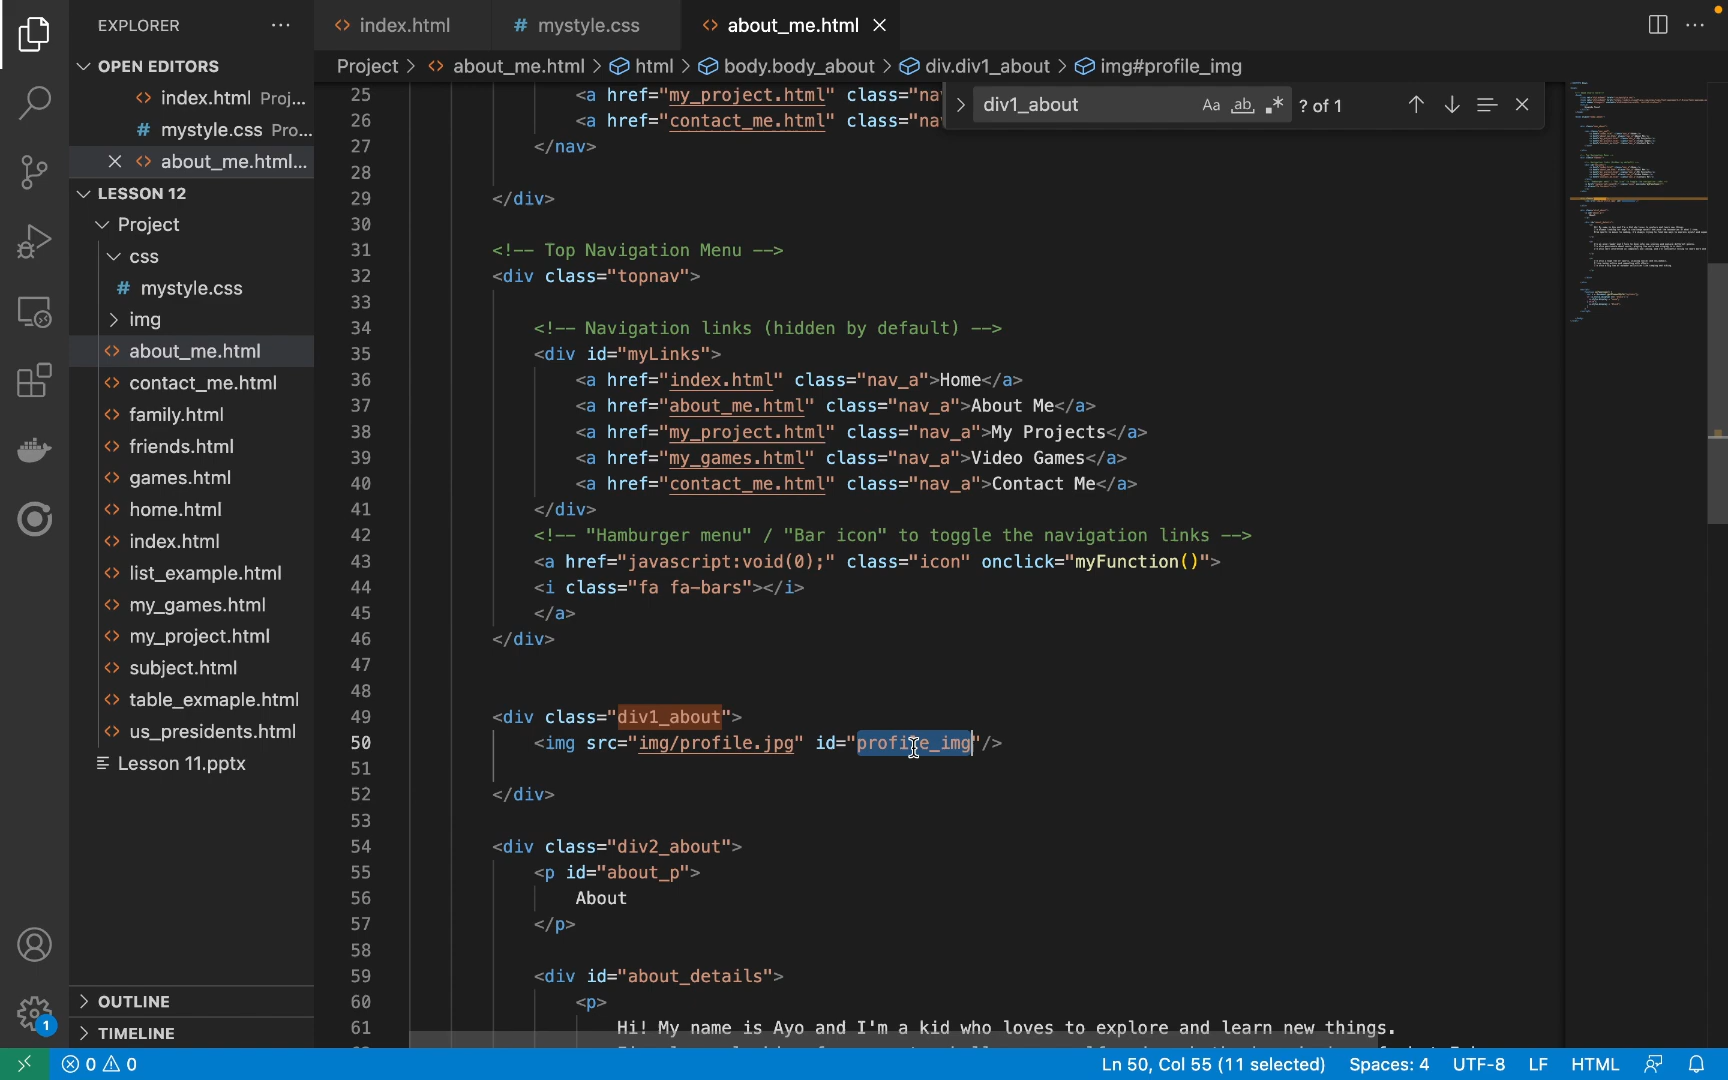 EXPLORER
index.html
mystyle.css
about_me.html
OPEN EDITORS
index.html Proj...
mystyle.css Pro...
about_me.html...
LESSON 12
Project
css
mystyle.css
img
about_me.html
contact_me.html
family.html
friends.html
games.html
home.html
index.html
list_example.html
my_games.html
my_project.html
subject.html
table_exmaple.html
us_presidents.html
Lesson 11.pptx
OUTLINE
TIMELINE
Project > about_me.html > html > body.body_about > div.div1_about > img#profile_img
div1_about Aa ab ? of 1
25 <a href="my_project.html" class="na
26 <a href="contact_me.html" class="na
27 </nav>
28
29 </div>
30
31 <!-- Top Navigation Menu -->
32 <div class="topnav">
33
34 <!-- Navigation links (hidden by default) -->
35 <div id="myLinks">
36 <a href="index.html" class="nav_a">Home</a>
37 <a href="about_me.html" class="nav_a">About Me</a>
38 <a href="my_project.html" class="nav_a">My Projects</a>
39 <a href="my_games.html" class="nav_a">Video Games</a>
40 <a href="contact_me.html" class="nav_a">Contact Me</a>
41 </div>
42 <!-- "Hamburger menu" / "Bar icon" to toggle the navigation links -->
43 <a href="javascript:void(0);" class="icon" onclick="myFunction()">
44 <i class="fa fa-bars"></i>
45 </a>
46 </div>
47
48
49 <div class="div1_about">
50 <img src="img/profile.jpg" id="profile_img"/>
51
52 </div>
53
54 <div class="div2_about">
55 <p id="about_p">
56 About
57 </p>
58
59 <div id="about_details">
60 <p>
61 Hi! My name is Ayo and I'm a kid who loves to explore and learn new things.
1
0 0
Ln 50, Col 55 (11 selected) Spaces: 4 UTF-8 LF HTML